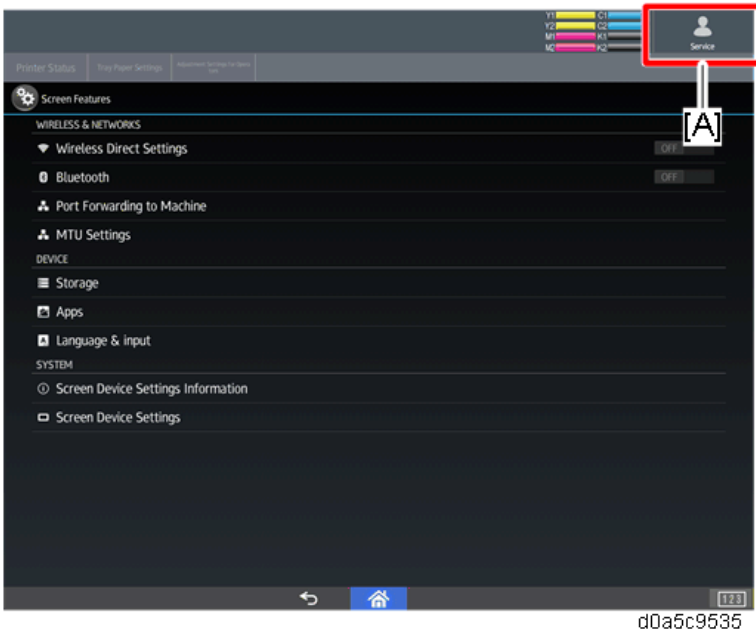 Y1 C1
Y2 C2
M1 K1
M2 K2
Service
Printer Status Tray Paper Settings
[A]
Screen Features
WIRELESS & NETWORKS
Wireless Direct Settings OFF
Bluetooth OFF
Port Forwarding to Machine
MTU Settings
DEVICE
Storage
Apps
A Language & input
SYSTEM
Screen Device Settings Information
Screen Device Settings
123
d0a5c9535